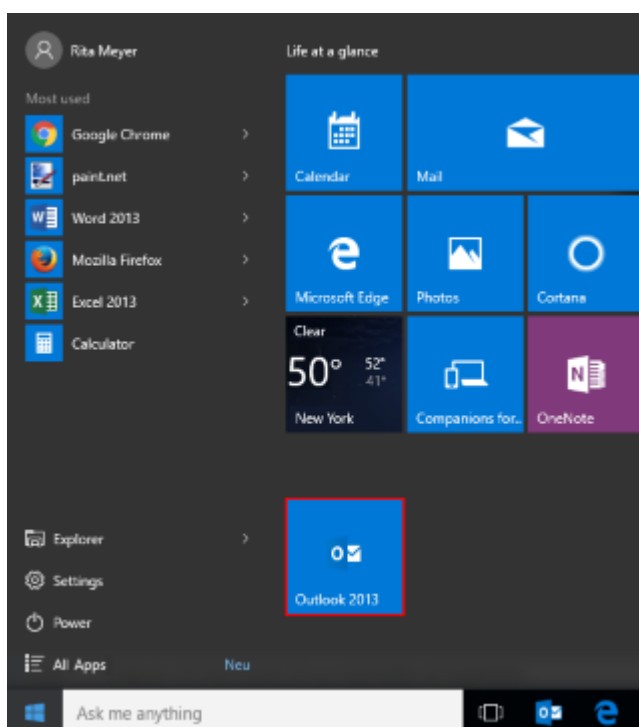 Rita Meyer
Most used
Google Chrome
paint.net
Word 2013
Mozilla Firefox
Excel 2013
Calculator
Explorer
Settings
Power
All Apps Neu
Life at a glance
Calendar
Mail
Microsoft Edge
Photos
Cortana
Clear
50° 52°
41°
New York
Companions for...
OneNote
Outlook 2013
Ask me anything